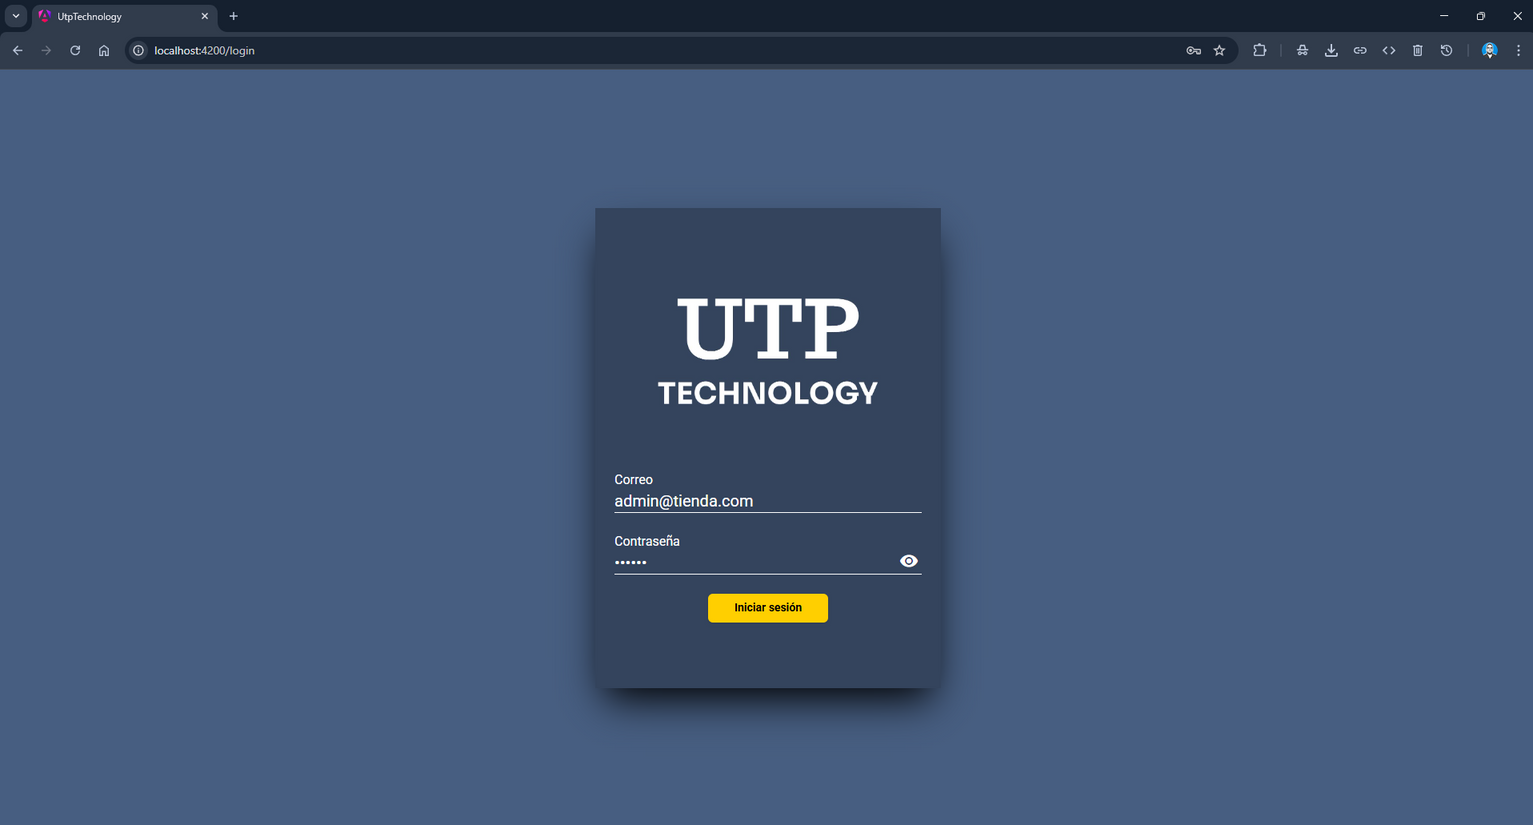 UtpTechnology
localhost:4200/login
UTP
TECHNOLOGY
Correo
admin@tienda.com
Contraseña
••••••
Iniciar sesión